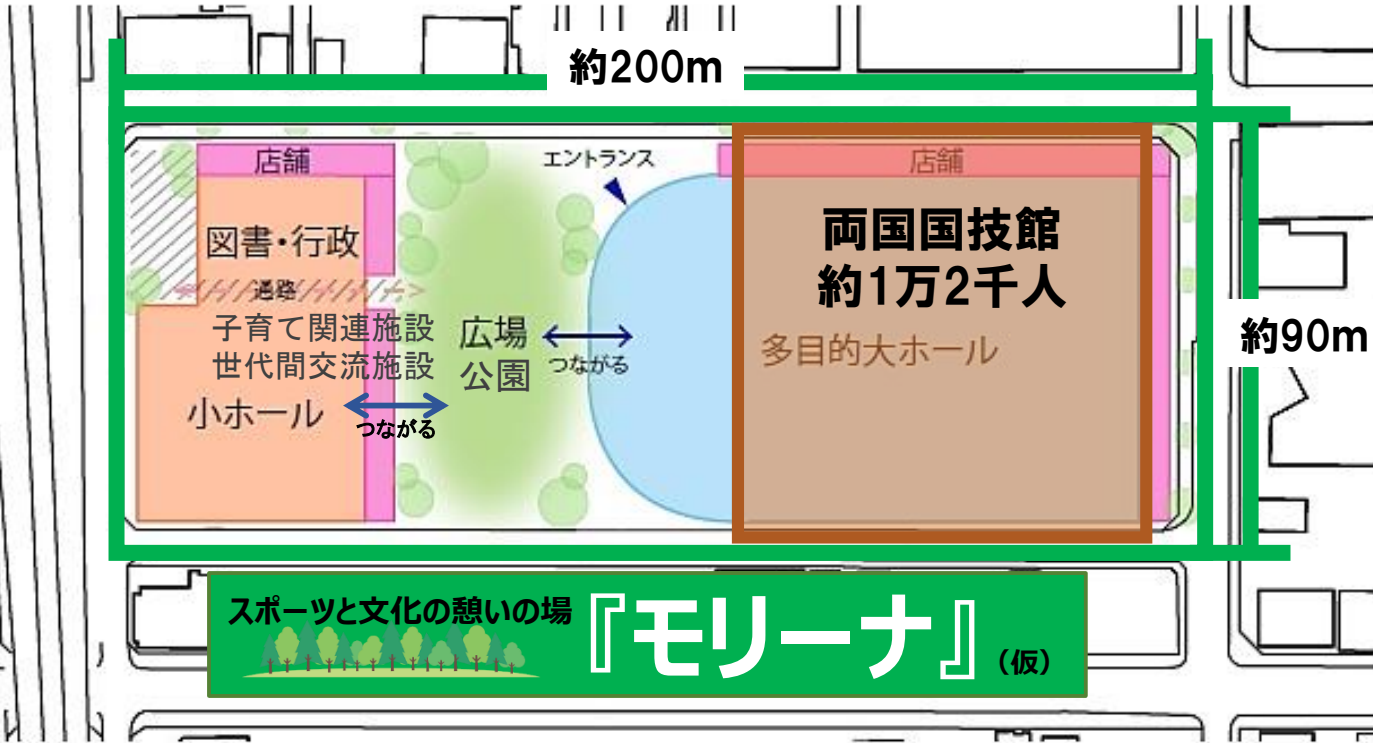 約200m
店舗
エントランス
店舗
図書・行政
両国国技館
約1万2千人
通路
子育て関連施設
世代間交流施設
広場
公園
つながる
多目的大ホール
約90m
小ホール
つながる
スポーツと文化の憩いの場
『モリーナ』(仮)